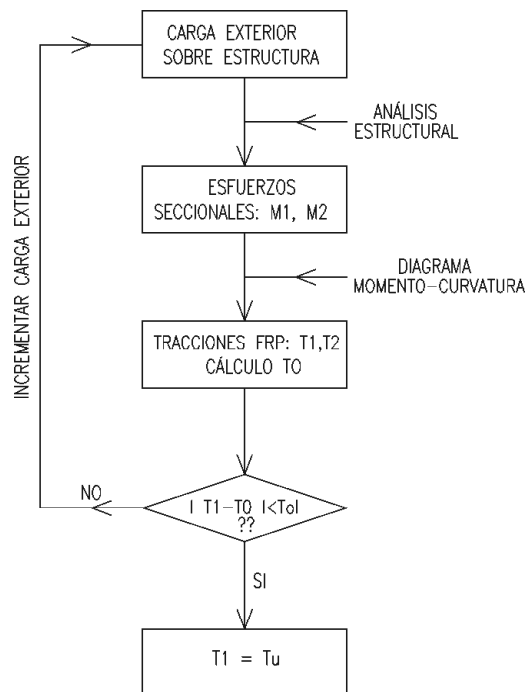 CARGA EXTERIOR
SOBRE ESTRUCTURA
ANÁLISIS
ESTRUCTURAL
ESFUERZOS
SECCIONALES: M1, M2
DIAGRAMA
MOMENTO-CURVATURA
INCREMENTAR CARGA EXTERIOR
TRACCIONES FRP: T1,T2
CÁLCULO TO
NO
| T1-TO |<Tol
??
SI
T1 = Tu